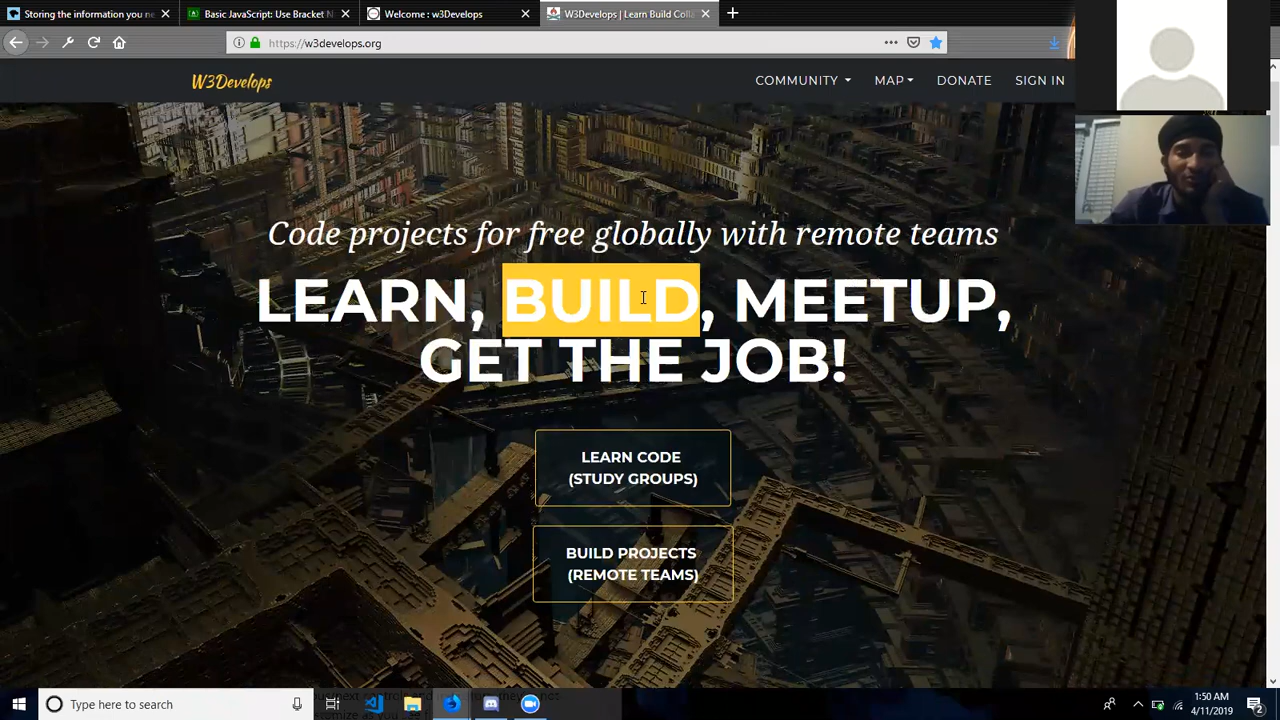 Storing the information you ne
Basic JavaScript: Use Bracket N
Welcome : w3Develops
W3Develops | Learn Build Colla
https://w3develops.org
W3Develops
COMMUNITY
MAP
DONATE
SIGN IN
Code projects for free globally with remote teams
LEARN, BUILD, MEETUP,
GET THE JOB!
LEARN CODE
(STUDY GROUPS)
BUILD PROJECTS
(REMOTE TEAMS)
Type here to search
1:50 AM
4/11/2019
2